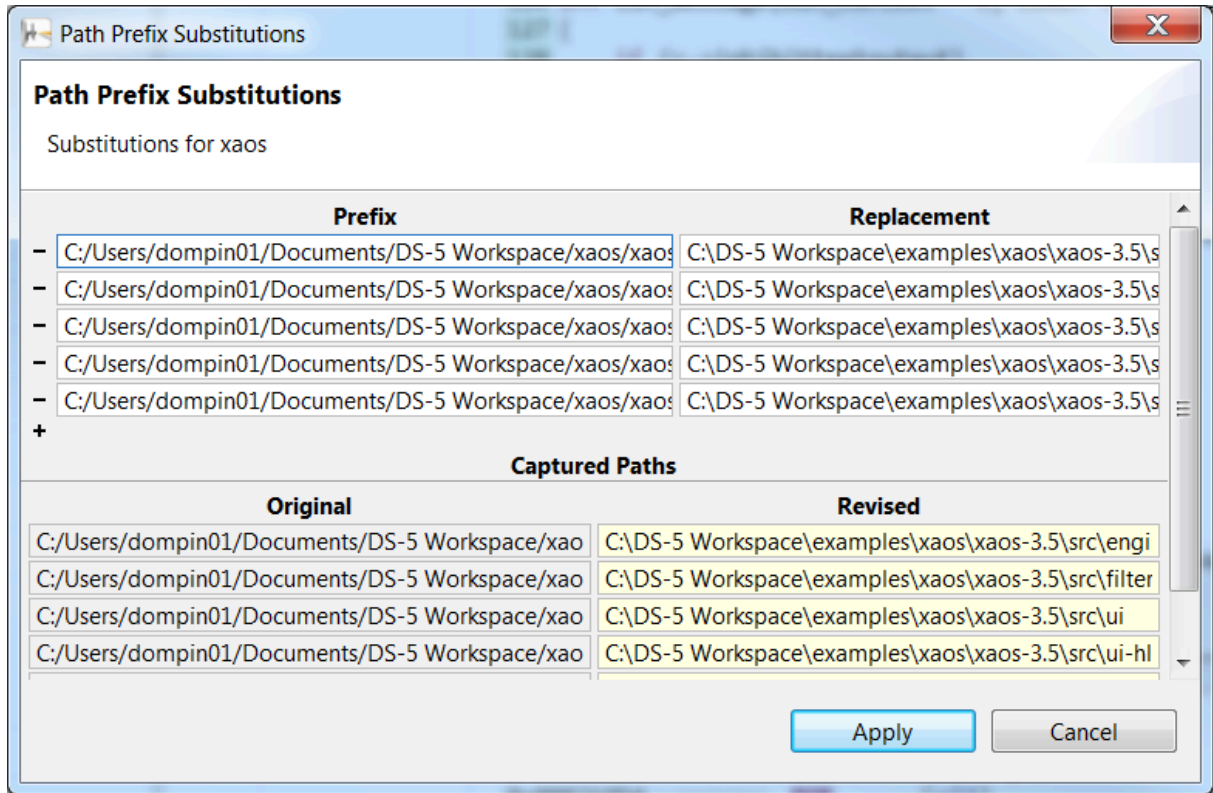 Path Prefix Substitutions
X
Path Prefix Substitutions
Substitutions for xaos
Prefix Replacement
− C:/Users/dompin01/Documents/DS-5 Workspace/xaos/xaos C:\DS-5 Workspace\examples\xaos\xaos-3.5\s
− C:/Users/dompin01/Documents/DS-5 Workspace/xaos/xaos C:\DS-5 Workspace\examples\xaos\xaos-3.5\s
− C:/Users/dompin01/Documents/DS-5 Workspace/xaos/xaos C:\DS-5 Workspace\examples\xaos\xaos-3.5\s
− C:/Users/dompin01/Documents/DS-5 Workspace/xaos/xaos C:\DS-5 Workspace\examples\xaos\xaos-3.5\s
− C:/Users/dompin01/Documents/DS-5 Workspace/xaos/xaos C:\DS-5 Workspace\examples\xaos\xaos-3.5\s
+
Captured Paths
Original Revised
C:/Users/dompin01/Documents/DS-5 Workspace/xao C:\DS-5 Workspace\examples\xaos\xaos-3.5\src\engi
C:/Users/dompin01/Documents/DS-5 Workspace/xao C:\DS-5 Workspace\examples\xaos\xaos-3.5\src\filter
C:/Users/dompin01/Documents/DS-5 Workspace/xao C:\DS-5 Workspace\examples\xaos\xaos-3.5\src\ui
C:/Users/dompin01/Documents/DS-5 Workspace/xao C:\DS-5 Workspace\examples\xaos\xaos-3.5\src\ui-hl
Apply Cancel